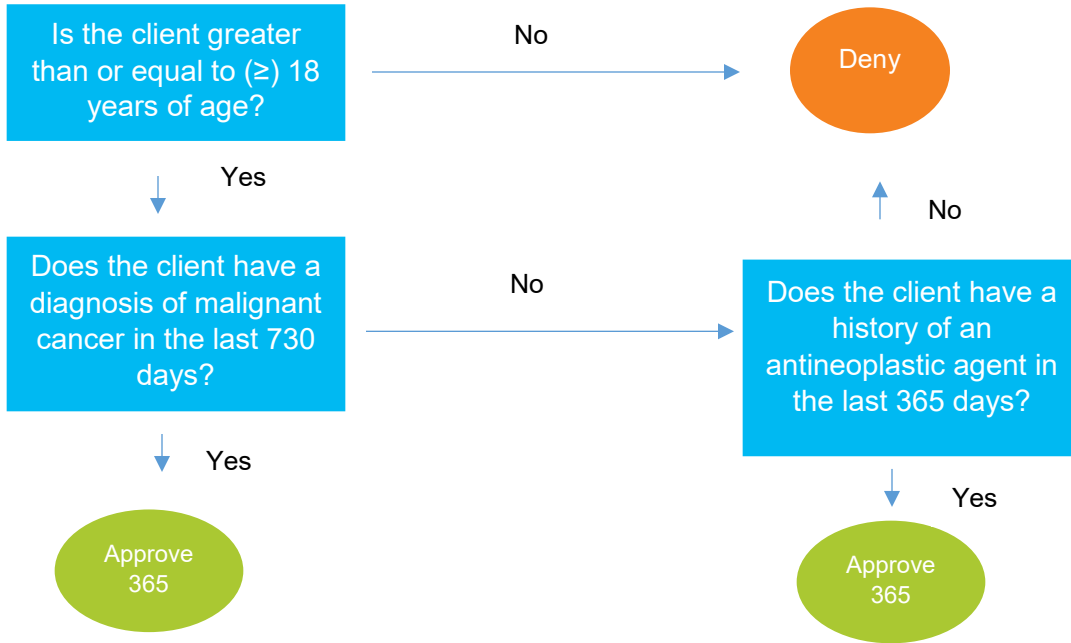 Is the client greater
than or equal to (≥) 18
years of age?
No
Deny
Yes
No
Does the client have a
diagnosis of malignant
cancer in the last 730
days?
No
Does the client have a
history of an
antineoplastic agent in
the last 365 days?
Yes
Yes
Approve
365
Approve
365